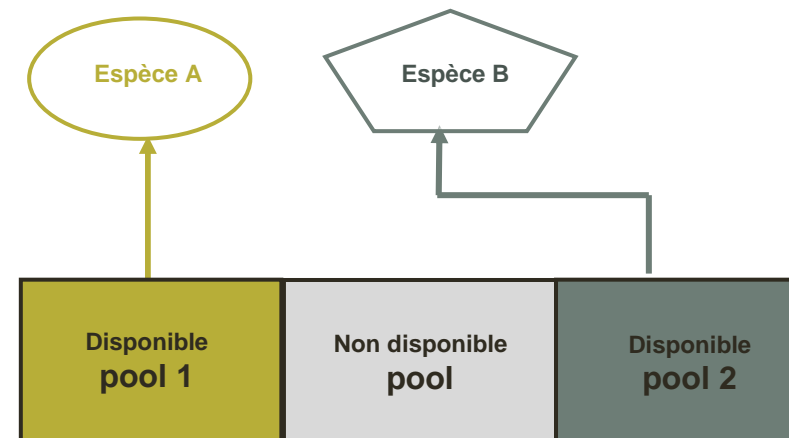 Espèce A
Espèce B
Disponible
pool 1
Non disponible
pool
Disponible
pool 2